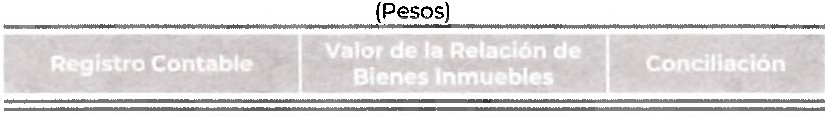 (Pesos)
Registro Contable Valor de la Relación de Bienes Inmuebles Conciliación